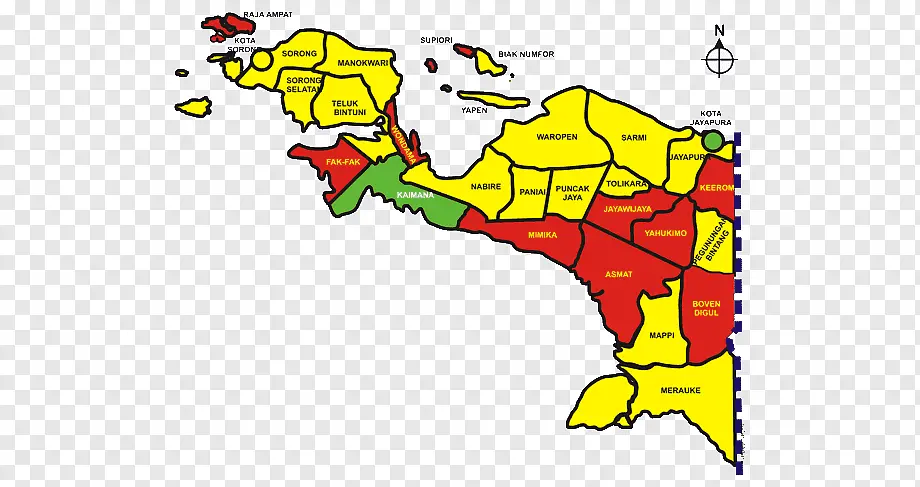 RAJA AMPAT
N
KOTA
SORONG
SUPIORI
SORONG
BIAK NUMFOR
MANOKWARI
SORONG
SELATAN
TELUK
BINTUNI
YAPEN
KOTA
JAYAPURA
WONDAMA
WAROPEN
SARMI
JAYAPURA
FAK-FAK
KAIMANA
NABIRE
PANIAI
PUNCAK
JAYA
TOLIKARA
KEEROM
JAYAWIJAYA
MIMIKA
YAHUKIMO
PEGUNUNGAN
BINTANG
ASMAT
BOVEN
DIGUL
MAPPI
MERAUKE